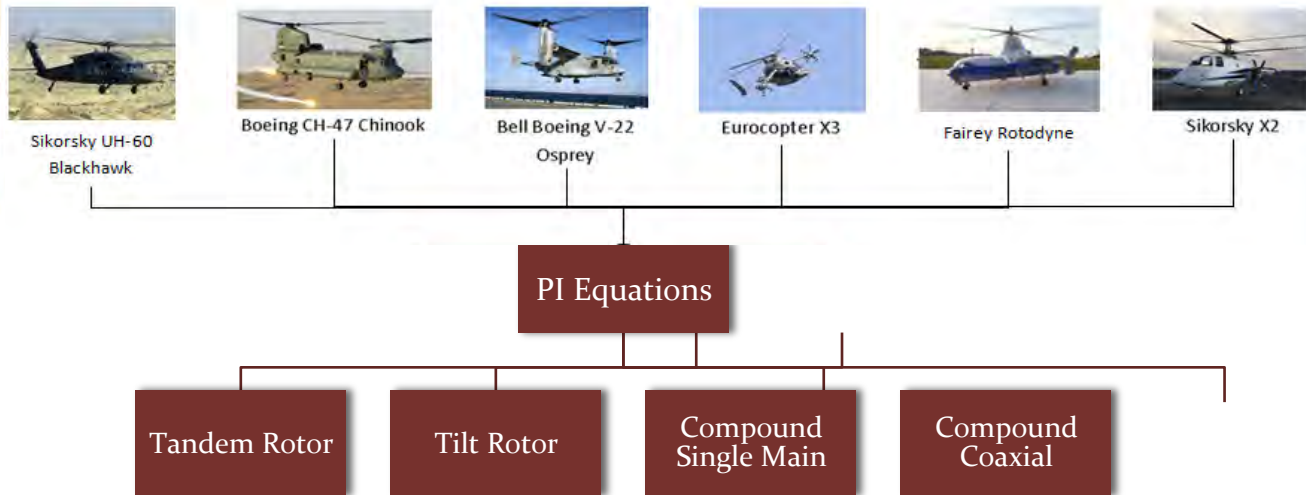 Sikorsky UH-60
Blackhawk
Boeing CH-47 Chinook
Bell Boeing V-22
Osprey
Eurocopter X3
Fairey Rotodyne
Sikorsky X2
PI Equations
Tandem Rotor
Tilt Rotor
Compound
Single Main
Compound
Coaxial